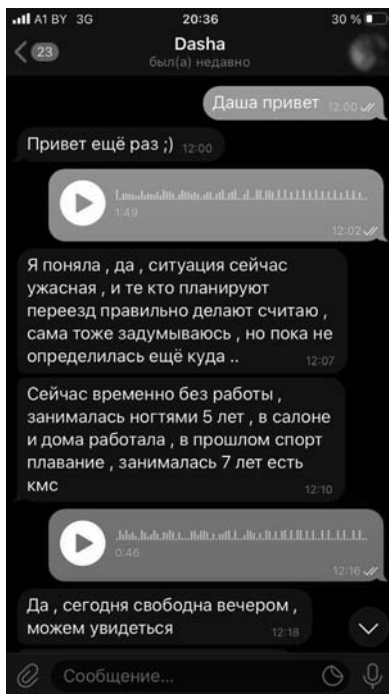 A1 BY 3G 20:36 30 %
23 Dasha
был(а) недавно
Даша привет 12:00
Привет ещё раз ;) 12:00
1:49
12:02
Я поняла , да , ситуация сейчас
ужасная , и те кто планируют
переезд правильно делают считаю ,
сама тоже задумываюсь , но пока не
определилась ещё куда .. 12:07
Сейчас временно без работы ,
занималась ногтями 5 лет , в салоне
и дома работала , в прошлом спорт
плавание , занималась 7 лет есть
кмс 12:10
0:46
12:16
Да , сегодня свободна вечером ,
можем увидеться 12:18
Сообщение...